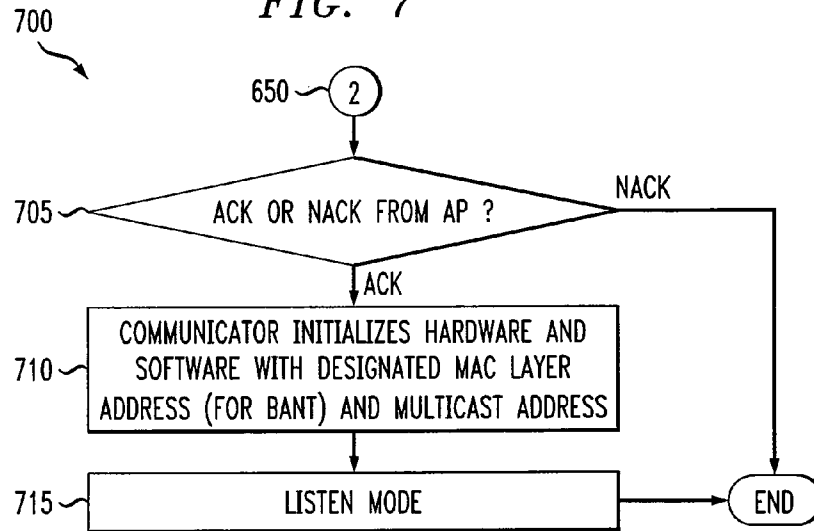 FIG. 7
700
650
2
705
ACK OR NACK FROM AP ?
NACK
ACK
710
COMMUNICATOR INITIALIZES HARDWARE AND
SOFTWARE WITH DESIGNATED MAC LAYER
ADDRESS (FOR BANT) AND MULTICAST ADDRESS
715
LISTEN MODE
END